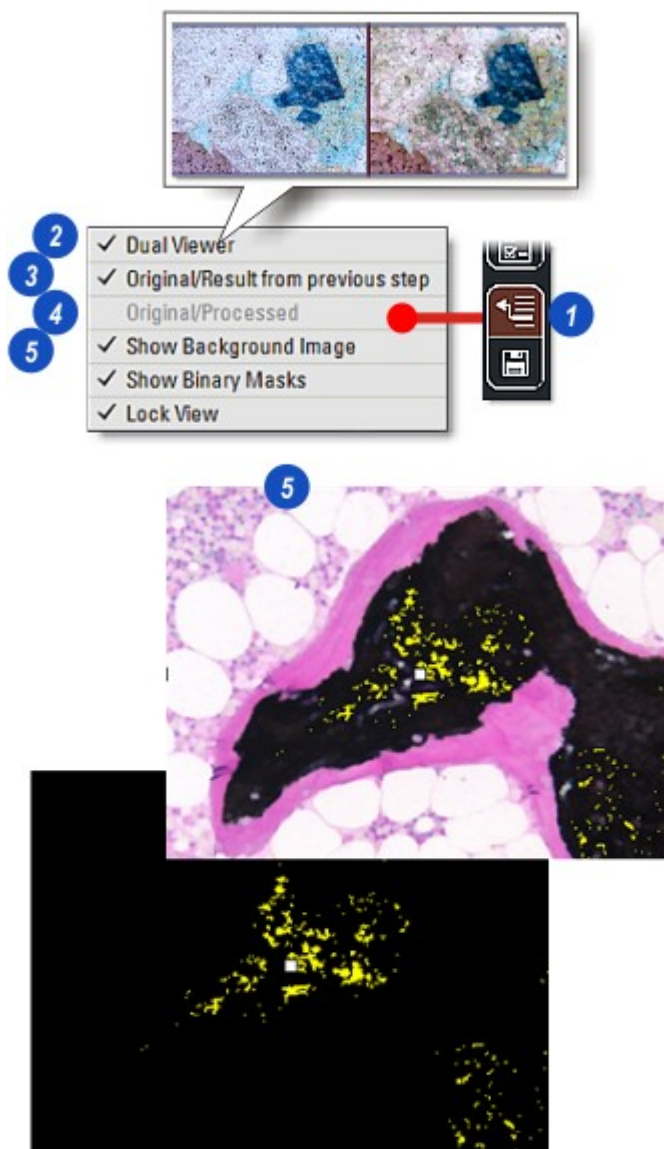 2
✓ Dual Viewer
3
✓ Original/Result from previous step
4
Original/Processed
1
5
✓ Show Background Image
✓ Show Binary Masks
✓ Lock View
5